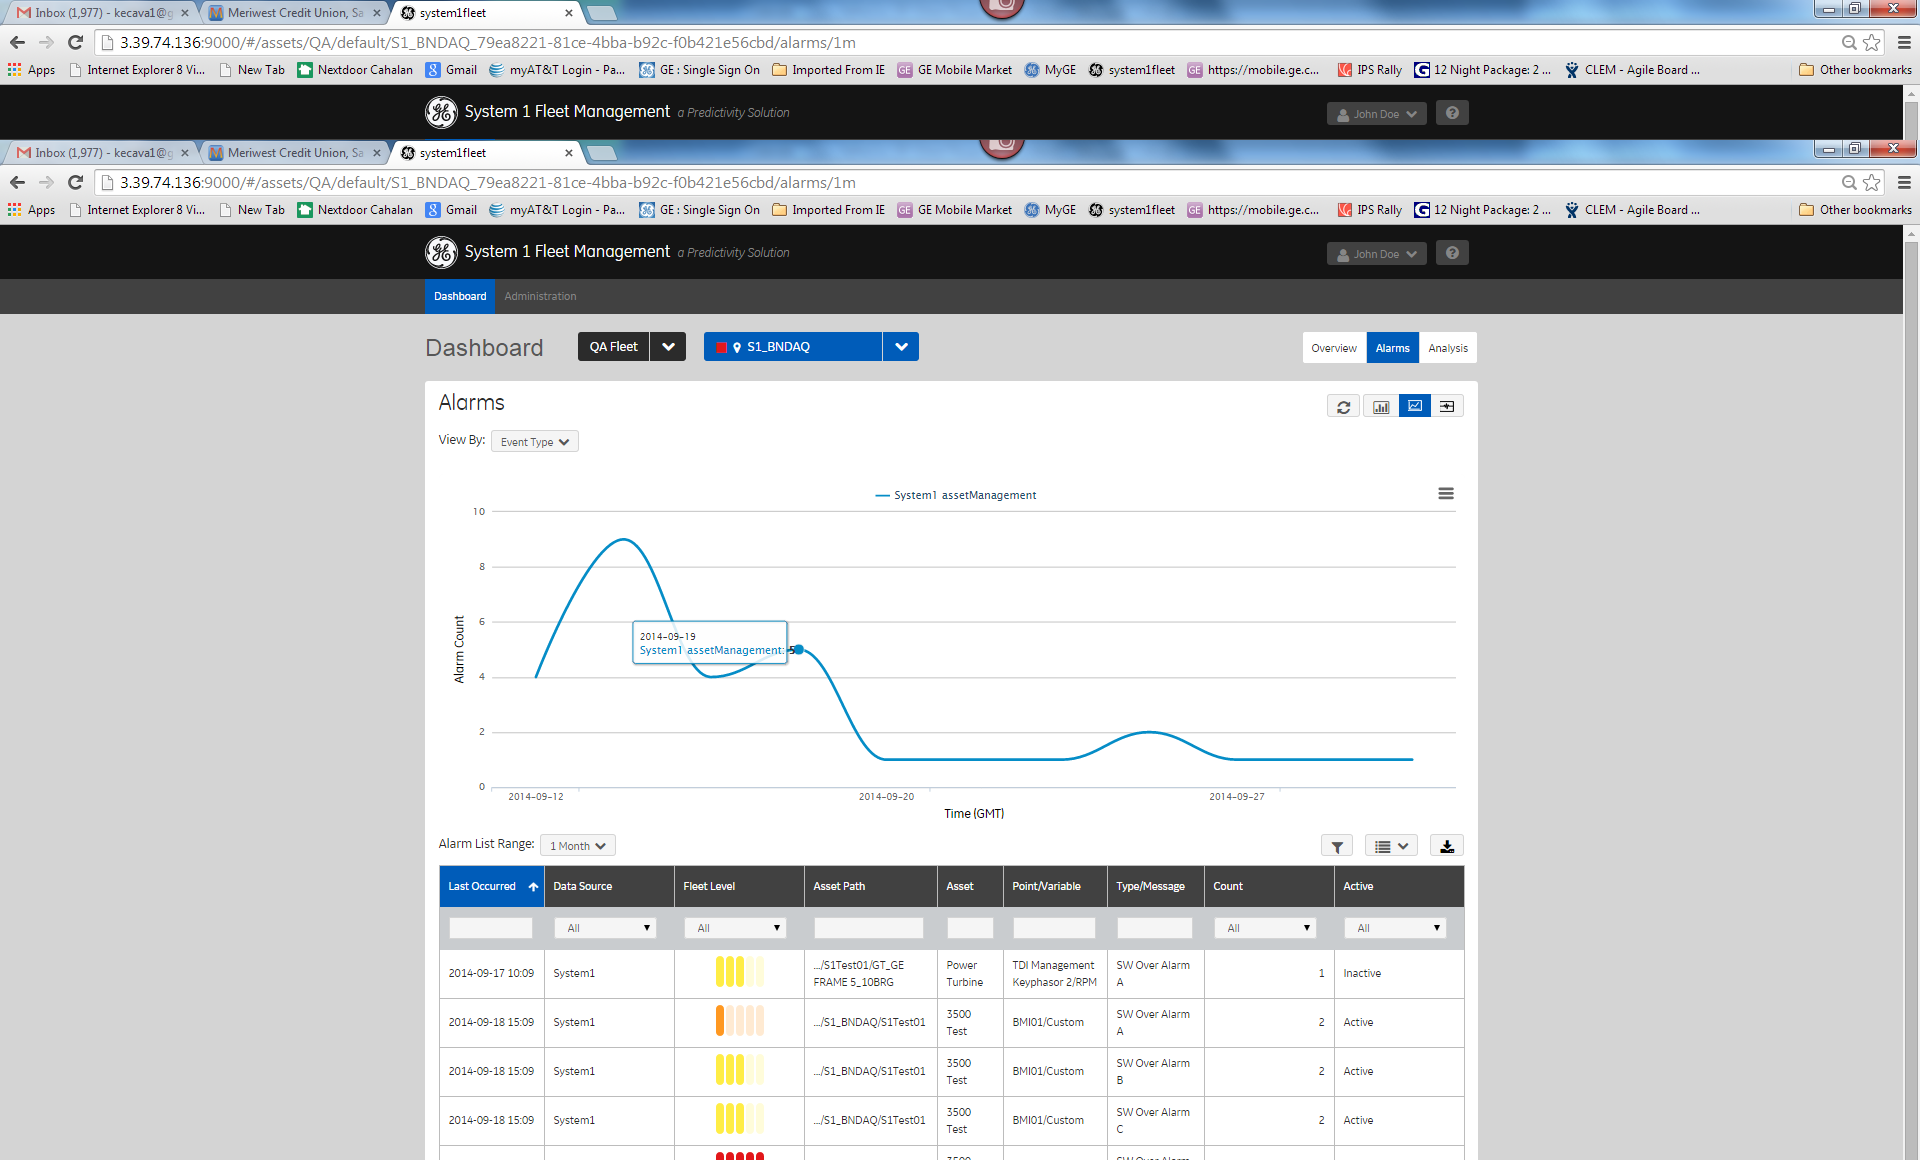 Inbox (1,977) - kecava1@g
Meriwest Credit Union, Sa
system1fleet
3.39.74.136:9000/#/assets/QA/default/S1_BNDAQ_79ea8221-81ce-4bba-b92c-f0b421e56cbd/alarms/1m
Apps Internet Explorer 8 Vi... New Tab Nextdoor Cahalan Gmail myAT&T Login - Pa... GE : Single Sign On Imported From IE GE Mobile Market MyGE system1fleet https://mobile.ge.c... IPS Rally 12 Night Package: 2 ... CLEM - Agile Board ... Other bookmarks
System 1 Fleet Management a Predictivity Solution John Doe
Inbox (1,977) - kecava1@g
Meriwest Credit Union, Sa
system1fleet
3.39.74.136:9000/#/assets/QA/default/S1_BNDAQ_79ea8221-81ce-4bba-b92c-f0b421e56cbd/alarms/1m
Apps Internet Explorer 8 Vi... New Tab Nextdoor Cahalan Gmail myAT&T Login - Pa... GE : Single Sign On Imported From IE GE Mobile Market MyGE system1fleet https://mobile.ge.c... IPS Rally 12 Night Package: 2 ... CLEM - Agile Board ... Other bookmarks
System 1 Fleet Management a Predictivity Solution John Doe
Dashboard Administration
Dashboard QA Fleet S1_BNDAQ Overview Alarms Analysis
Alarms
View By: Event Type
System1 assetManagement
10
8
6
4
2
0
Alarm Count
2014-09-19
System1 assetManagement: 5
2014-09-12 2014-09-20 2014-09-27
Time (GMT)
Alarm List Range: 1 Month
Last Occurred Data Source Fleet Level Asset Path Asset Point/Variable Type/Message Count Active
All All All All
2014-09-17 10:09 System1 .../S1Test01/GT_GE FRAME 5_10BRG Power Turbine TDI Management Keyphasor 2/RPM SW Over Alarm A 1 Inactive
2014-09-18 15:09 System1 .../S1_BNDAQ/S1Test01 3500 Test BMI01/Custom SW Over Alarm A 2 Active
2014-09-18 15:09 System1 .../S1_BNDAQ/S1Test01 3500 Test BMI01/Custom SW Over Alarm B 2 Active
2014-09-18 15:09 System1 .../S1_BNDAQ/S1Test01 3500 Test BMI01/Custom SW Over Alarm C 2 Active
3500 SW Over Alarm